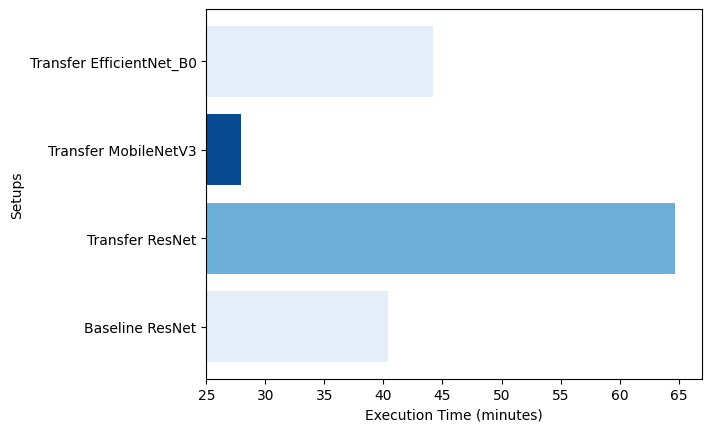 Transfer EfficientNet_B0
Transfer MobileNetV3
Transfer ResNet
Baseline ResNet
Setups
25 30 35 40 45 50 55 60 65
Execution Time (minutes)